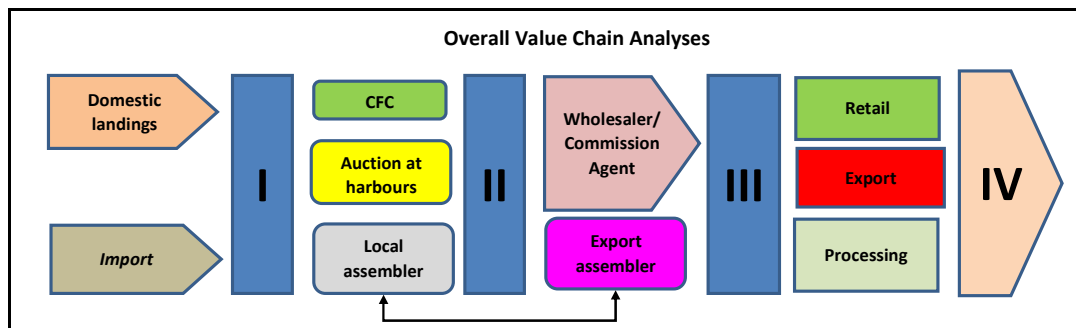 Overall Value Chain Analyses
Domestic
landings
Import
I
CFC
Auction at
harbours
Local
assembler
II
Wholesaler/
Commission
Agent
Export
assembler
III
Retail
Export
Processing
IV